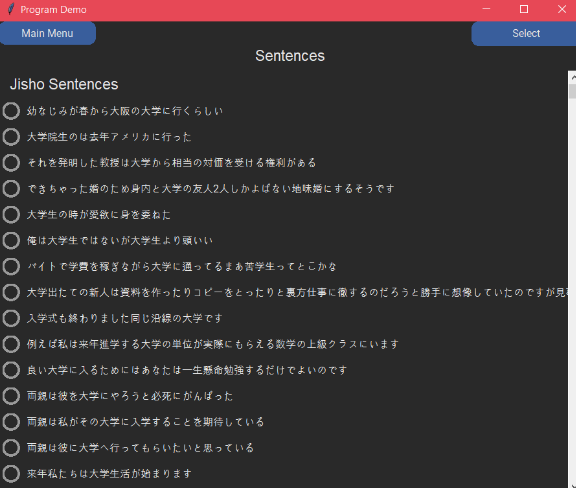 Program Demo
Main Menu
Select
Sentences
Jisho Sentences
幼なじみが春から大阪の大学に行くらしい
大学院生のは去年アメリカに行った
それを発明した教授は大学から相当の対価を受ける権利がある
できちゃった婚のため身内と大学の友人2人しかよばない地味婚にするそうです
大学生の時が愛欲に身を委ねた
俺は大学生ではないが大学生より頭いい
バイトで学費を稼ぎながら大学に通ってるまあ苦学生ってとこかな
大学出たての新人は資料を作ったりコピーをとったりと裏方仕事に徹するのだろうと勝手に想像していたのですが見事
入学式も終わりました同じ沿線の大学です
例えば私は来年進学する大学の単位が実際にもらえる数学の上級クラスにいます
良い大学に入るためにはあなたは一生懸命勉強するだけでよいのです
両親は彼を大学にやろうと必死にがんばった
両親は私がその大学に入学することを期待している
両親は彼に大学へ行ってもらいたいと思っている
来年私たちは大学生活が始まります